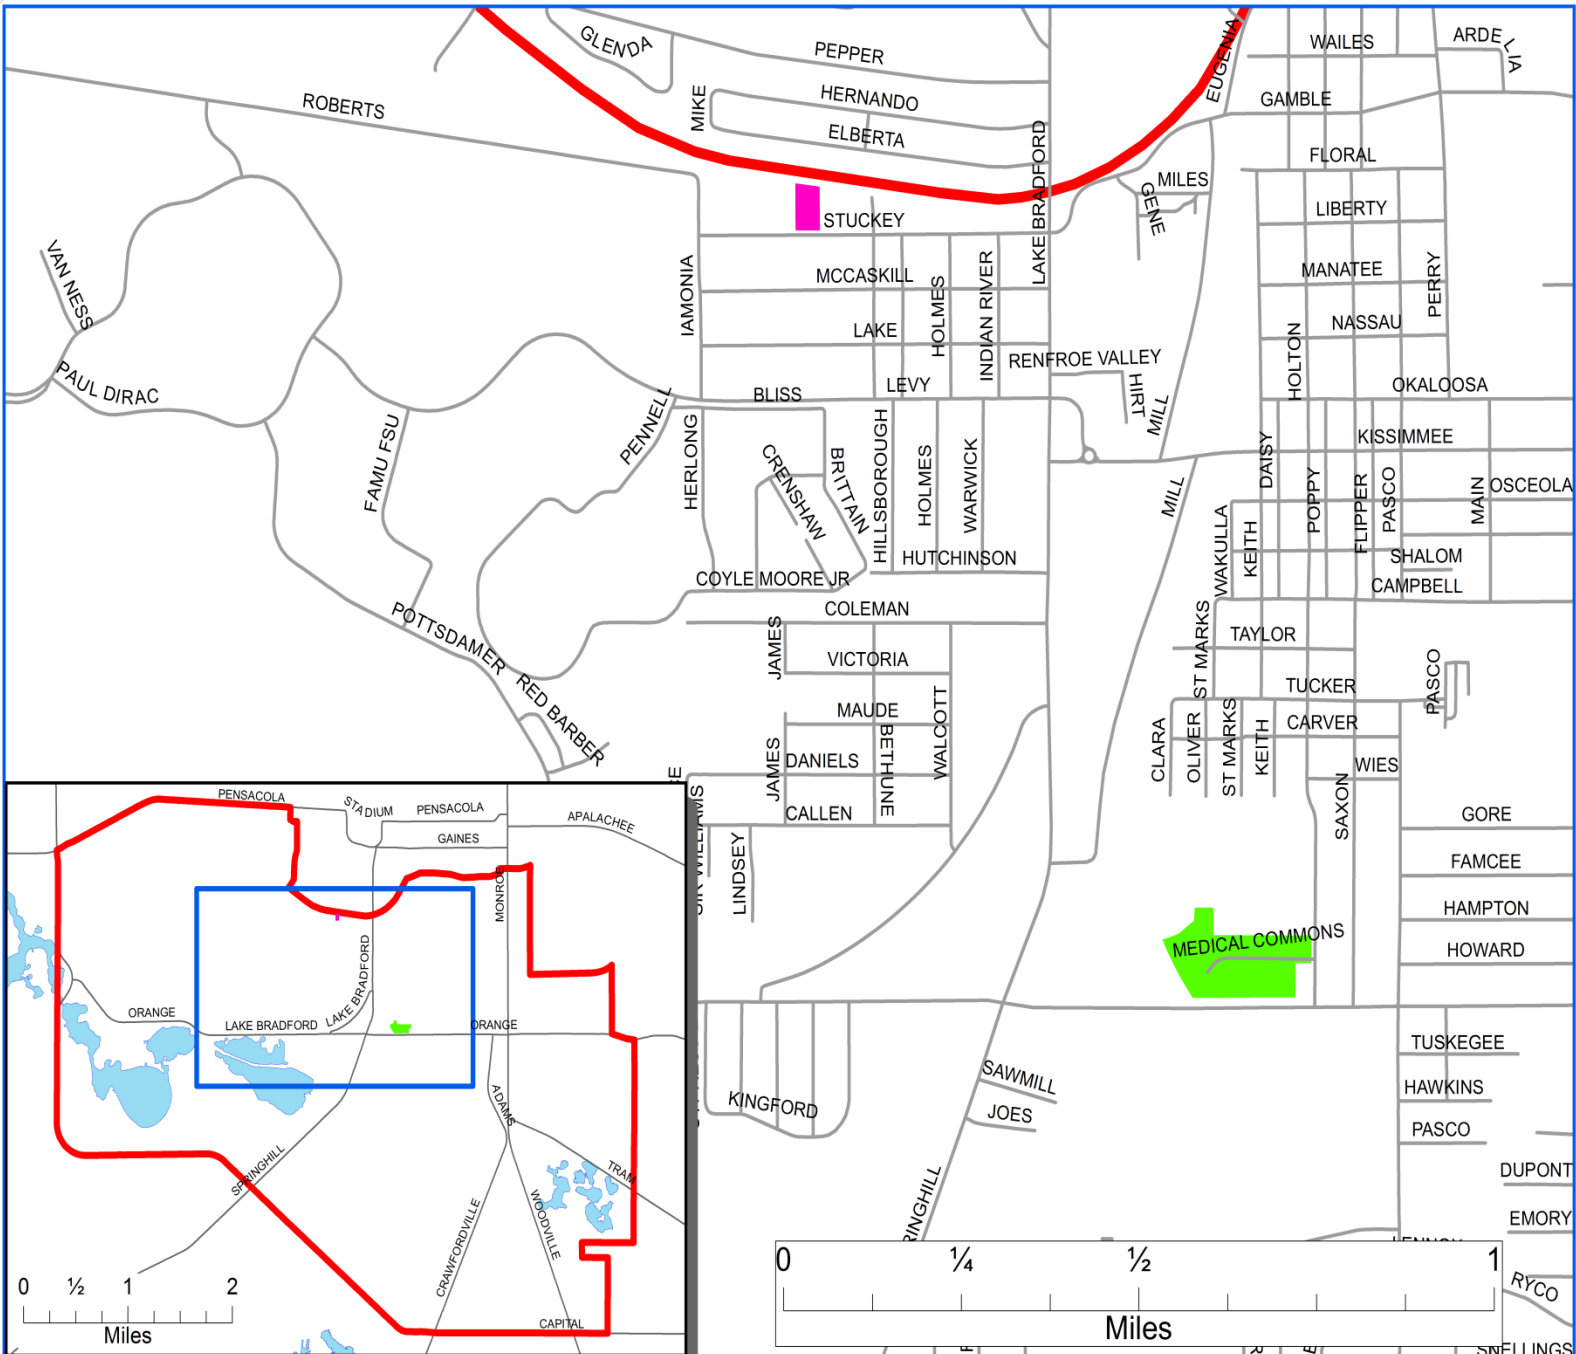 GLENDA
PEPPER
WAILES
ARDELIA
EUGENIA
MIKE
HERNANDO
GAMBLE
ROBERTS
ELBERTA
LAKE BRADFORD
FLORAL
MILES
GENE
STUCKEY
LIBERTY
VAN NESS
IAMONIA
MCCASKILL
HOLMES
INDIAN RIVER
MANATEE
PERRY
LAKE
NASSAU
RENFROE VALLEY
HOLTON
PAUL DIRAC
BLISS
LEVY
HIRT
MILL
OKALOOSA
PENNELL
FAMU FSU
HERLONG
CRENSHAW
BRITTAIN
HILLSBOROUGH
HOLMES
WARWICK
MILL
DAISY
KISSIMMEE
POPPY
FLIPPER
PASCO
MAIN
OSCEOLA
WAKULLA
KEITH
HUTCHINSON
SHALOM
COYLE MOORE JR
CAMPBELL
COLEMAN
POTTSDAMER
JAMES
VICTORIA
ST MARKS
TAYLOR
RED BARBER
TUCKER
PASCO
MAUDE
BETHUNE
WALCOTT
CLARA
OLIVER
ST MARKS
KEITH
CARVER
JAMES
DANIELS
WIES
SAXON
CALLEN
GORE
LINDSEY
FAMCEE
HAMPTON
MEDICAL COMMONS
HOWARD
TUSKEGEE
SAWMILL
HAWKINS
KINGFORD
JOES
PASCO
DUPONT
RINGHILL
EMORY
RYCO
0 ¼ ½ 1
Miles
PENSACOLA
STADIUM
PENSACOLA
APALACHEE
GAINES
MONROE
LAKE BRADFORD
ORANGE
LAKE BRADFORD
ORANGE
ADAMS
SPRINGHILL
TRAM
WOODVILLE
CRAWFORDVILLE
CAPITAL
0 ½ 1 2
Miles